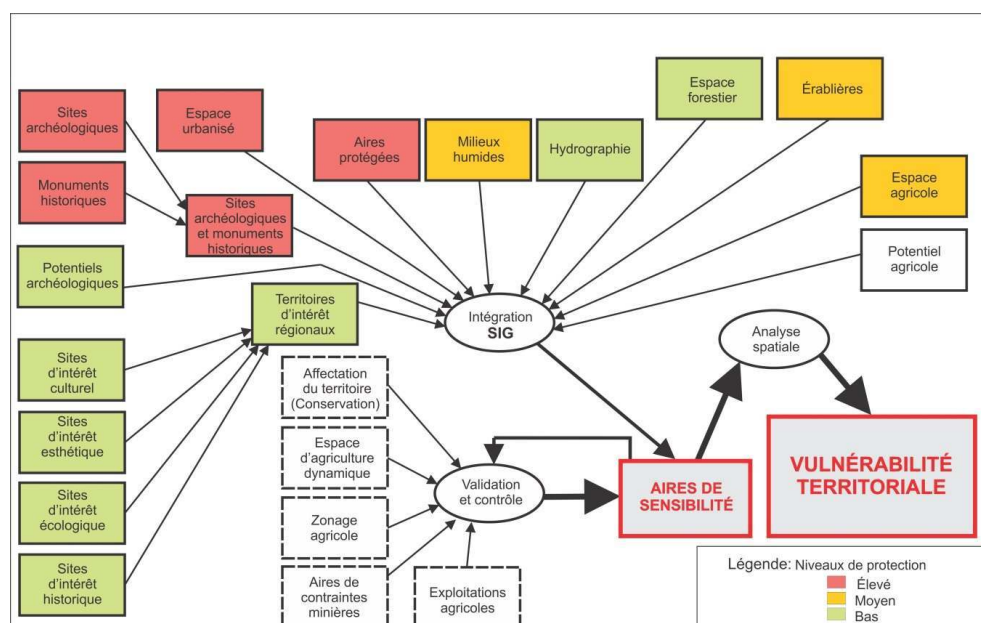 Sites
archéologiques
Espace
urbanisé
Aires
protégées
Milieux
humides
Hydrographie
Espace
forestier
Érablières
Monuments
historiques
Sites
archéologiques
et monuments
historiques
Espace
agricole
Potentiels
archéologiques
Potentiel
agricole
Territoires
d'intérêt
régionaux
Intégration
SIG
Analyse
spatiale
Sites
d'intérêt
culturel
Affectation
du territoire
(Conservation)
Sites
d'intérêt
esthétique
Espace
d'agriculture
dynamique
Validation
et contrôle
AIRES DE
SENSIBILITÉ
VULNÉRABILITÉ
TERRITORIALE
Sites
d'intérêt
écologique
Zonage
agricole
Sites
d'intérêt
historique
Aires de
contraintes
minières
Exploitations
agricoles
Légende: Niveaux de protection
Élevé
Moyen
Bas